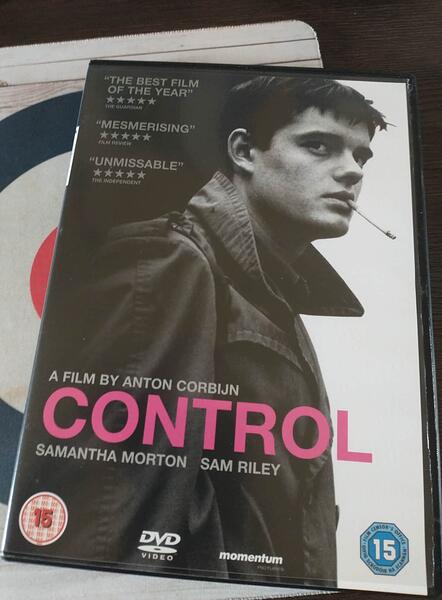 "THE BEST FILM
OF THE YEAR"
★★★★★
THE GUARDIAN
"MESMERISING"
★★★★★
FILM REVIEW
"UNMISSABLE"
★★★★★
THE INDEPENDENT
A FILM BY ANTON CORBIJN
CONTROL
SAMANTHA MORTON SAM RILEY
15
DVD
VIDEO
momentum
PICTURES
15